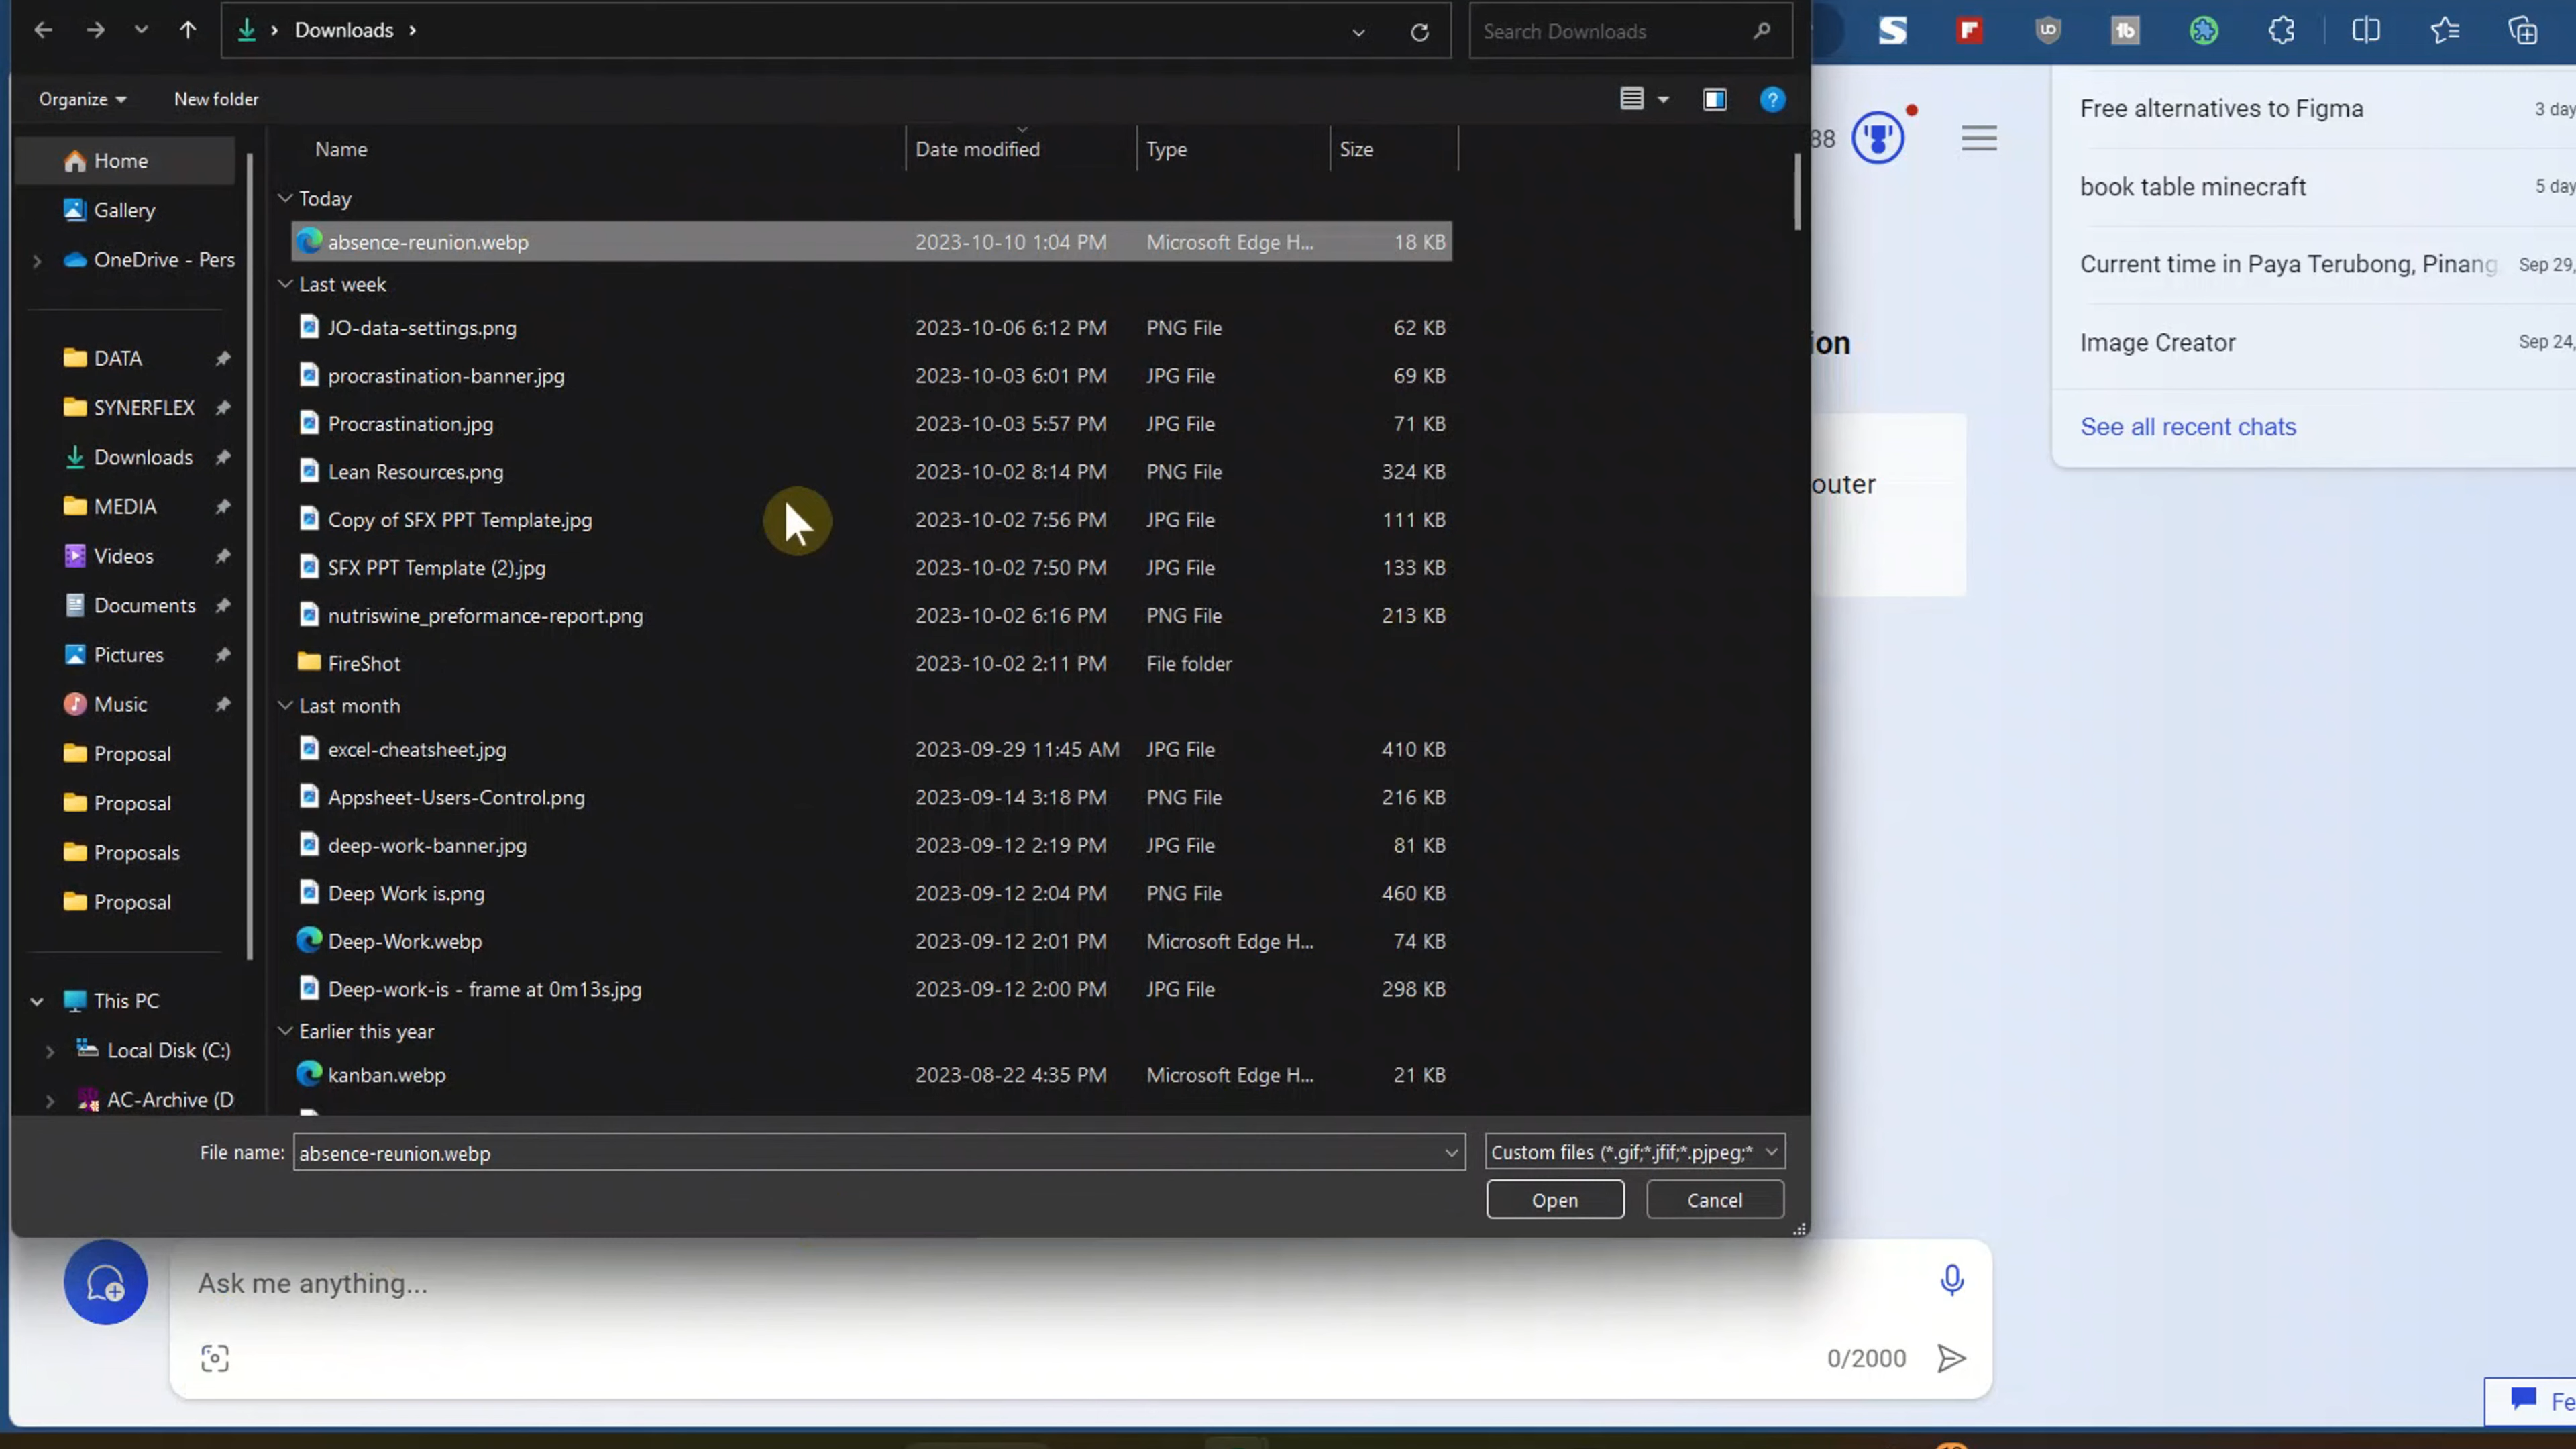 Downloads
Search Downloads
Organize
New folder
Name
Date modified
Type
Size
Home
Gallery
OneDrive - Pers
DATA
SYNERFLEX
Downloads
MEDIA
Videos
Documents
Pictures
Music
Proposal
Proposal
Proposals
Proposal
This PC
Local Disk (C:)
AC-Archive (D
Today
absence-reunion.webp 2023-10-10 1:04 PM Microsoft Edge H... 18 KB
Last week
JO-data-settings.png 2023-10-06 6:12 PM PNG File 62 KB
procrastination-banner.jpg 2023-10-03 6:01 PM JPG File 69 KB
Procrastination.jpg 2023-10-03 5:57 PM JPG File 71 KB
Lean Resources.png 2023-10-02 8:14 PM PNG File 324 KB
Copy of SFX PPT Template.jpg 2023-10-02 7:56 PM JPG File 111 KB
SFX PPT Template (2).jpg 2023-10-02 7:50 PM JPG File 133 KB
nutriswine_preformance-report.png 2023-10-02 6:16 PM PNG File 213 KB
FireShot 2023-10-02 2:11 PM File folder
Last month
excel-cheatsheet.jpg 2023-09-29 11:45 AM JPG File 410 KB
Appsheet-Users-Control.png 2023-09-14 3:18 PM PNG File 216 KB
deep-work-banner.jpg 2023-09-12 2:19 PM JPG File 81 KB
Deep Work is.png 2023-09-12 2:04 PM PNG File 460 KB
Deep-Work.webp 2023-09-12 2:01 PM Microsoft Edge H... 74 KB
Deep-work-is - frame at 0m13s.jpg 2023-09-12 2:00 PM JPG File 298 KB
Earlier this year
kanban.webp 2023-08-22 4:35 PM Microsoft Edge H... 21 KB
File name: absence-reunion.webp
Custom files (*.gif;*.jfif;*.pjpeg;*
Open
Cancel
88
ion
outer
Free alternatives to Figma 3 day
book table minecraft 5 day
Current time in Paya Terubong, Pinang Sep 29,
Image Creator Sep 24,
See all recent chats
Ask me anything...
0/2000
Fe